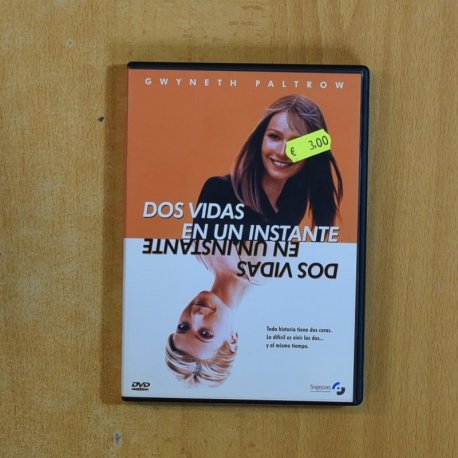 GWYNETH PALTROW
€ 3,00
DOS VIDAS
EN UN INSTANTE
EN UN INSTANTE
DOS VIDAS
Toda historia tiene dos caras.
Lo difícil es vivir las dos...
y al mismo tiempo.
DVD
Sogepaq